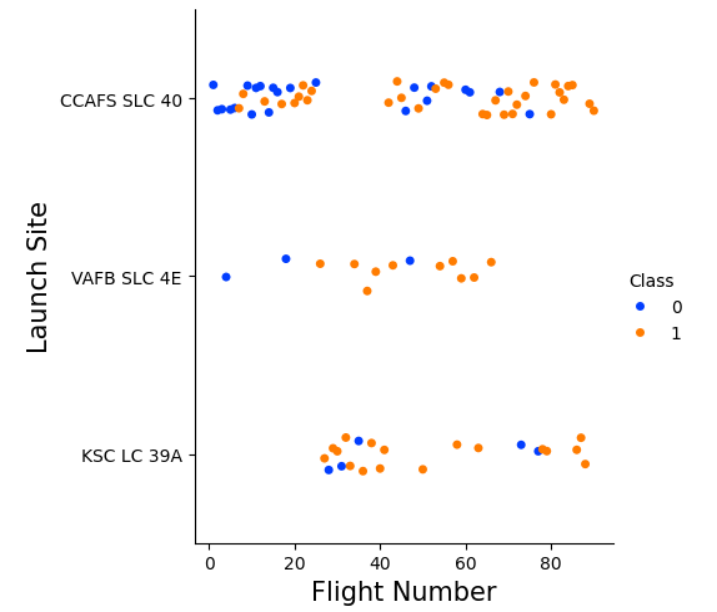 CCAFS SLC 40
VAFB SLC 4E
KSC LC 39A
Launch Site
0
20
40
60
80
Flight Number
Class
0
1